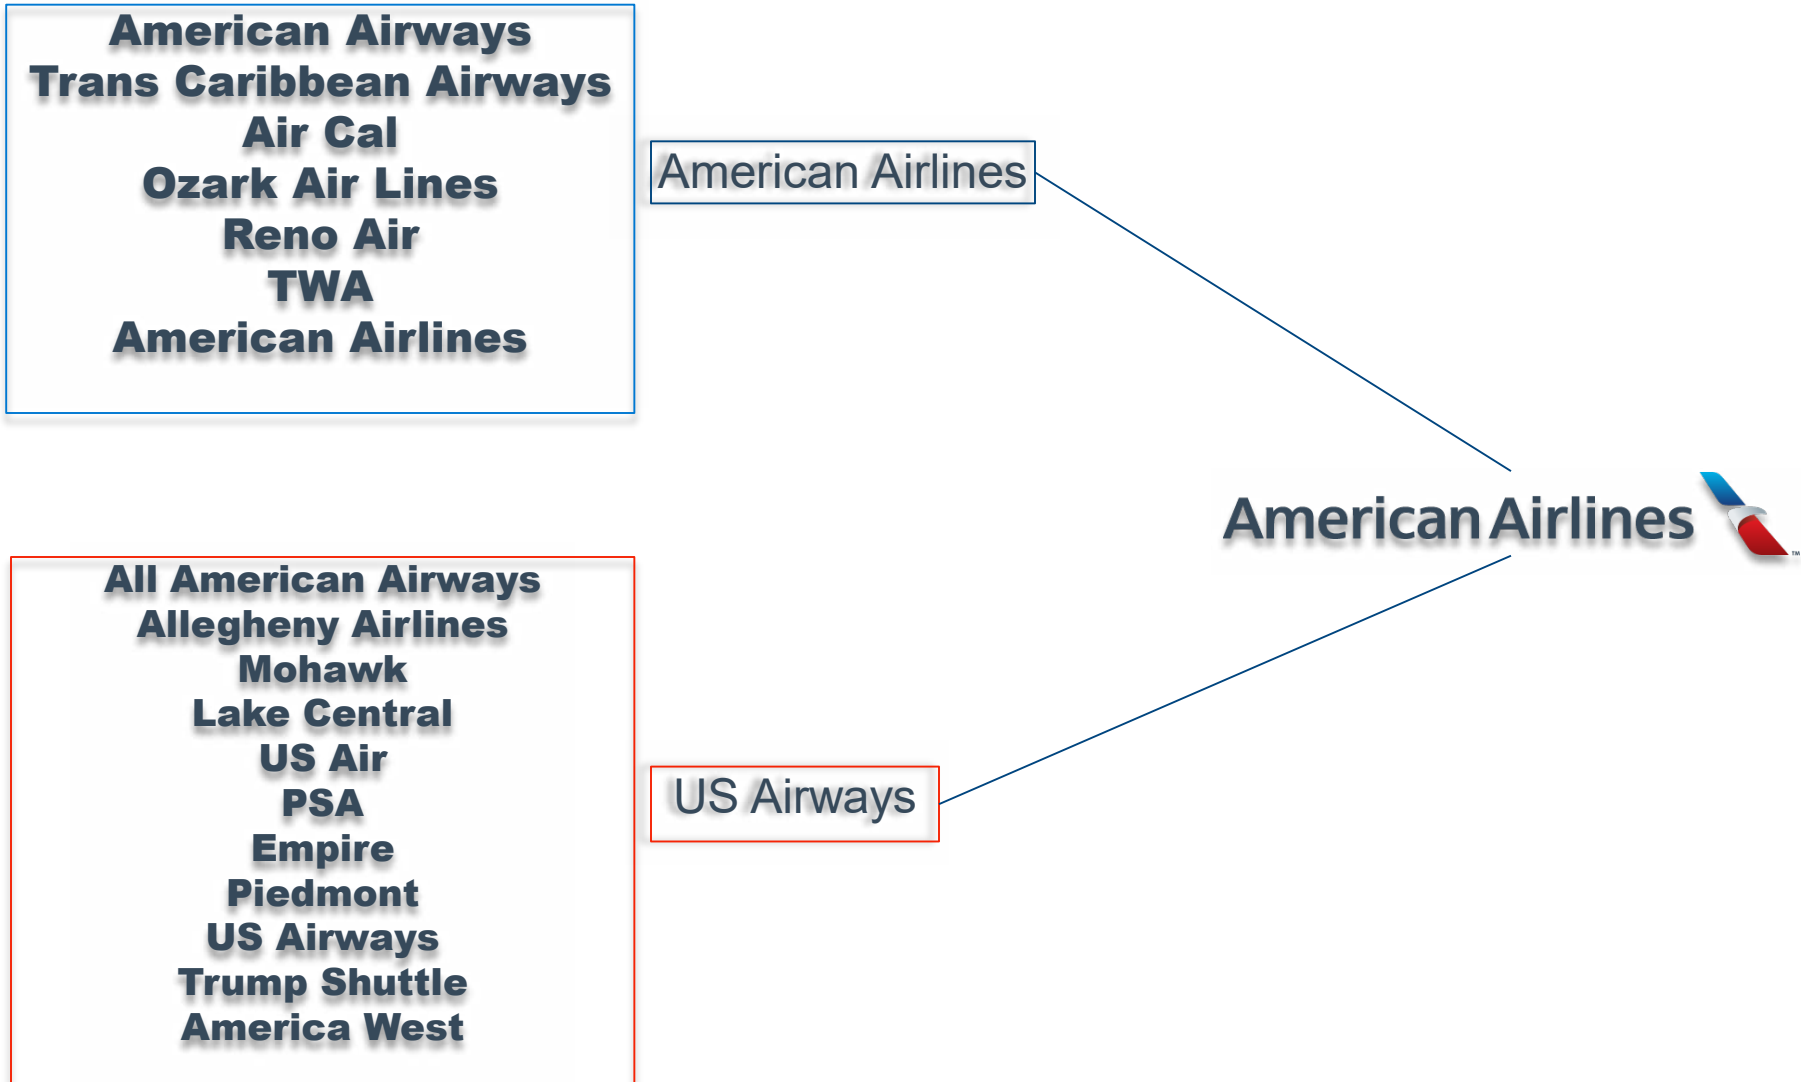 American Airways
Trans Caribbean Airways
Air Cal
Ozark Air Lines
Reno Air
TWA
American Airlines
American Airlines
American Airlines
TM
All American Airways
Allegheny Airlines
Mohawk
Lake Central
US Air
PSA
Empire
Piedmont
US Airways
Trump Shuttle
America West
US Airways